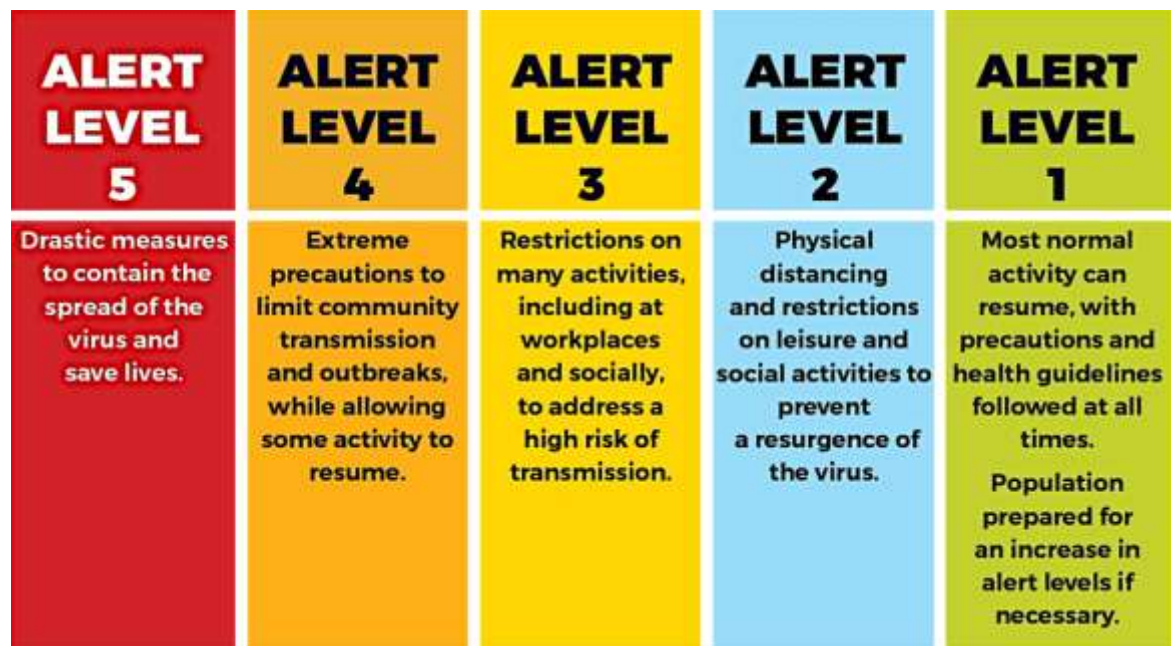 ALERT
LEVEL
5
Drastic measures
to contain the
spread of the
virus and
save lives.
ALERT
LEVEL
4
Extreme
precautions to
limit community
transmission
and outbreaks,
while allowing
some activity to
resume.
ALERT
LEVEL
3
Restrictions on
many activities,
including at
workplaces
and socially,
to address a
high risk of
transmission.
ALERT
LEVEL
2
Physical
distancing
and restrictions
on leisure and
social activities to
prevent
a resurgence of
the virus.
ALERT
LEVEL
1
Most normal
activity can
resume, with
precautions and
health guidelines
followed at all
times.
Population
prepared for
an increase in
alert levels if
necessary.